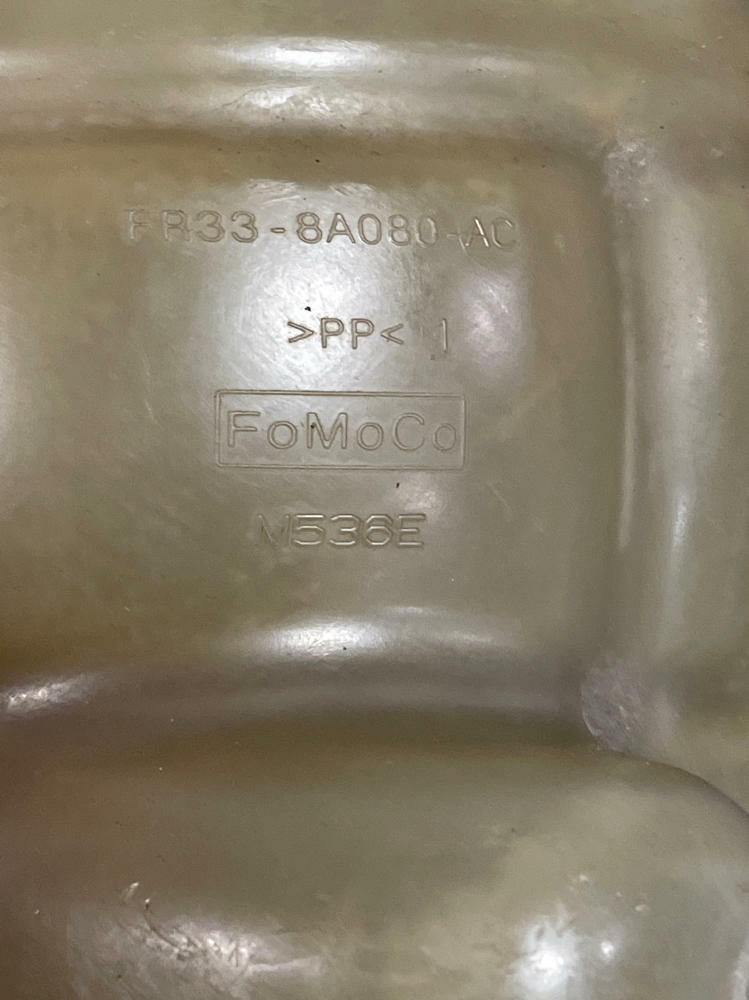 FR33-8A080-AC
>PP< 1
FoMoCo
M536E